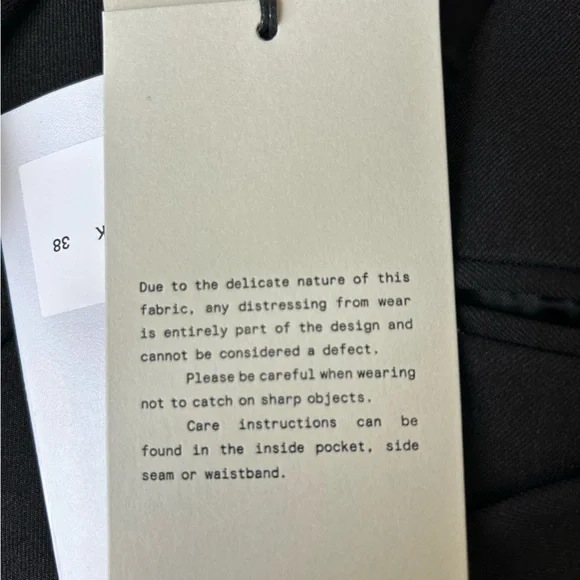 Due to the delicate nature of this
fabric, any distressing from wear
is entirely part of the design and
cannot be considered a defect.
Please be careful when wearing
not to catch on sharp objects.
Care instructions can be
found in the inside pocket, side
seam or waistband.
K 38